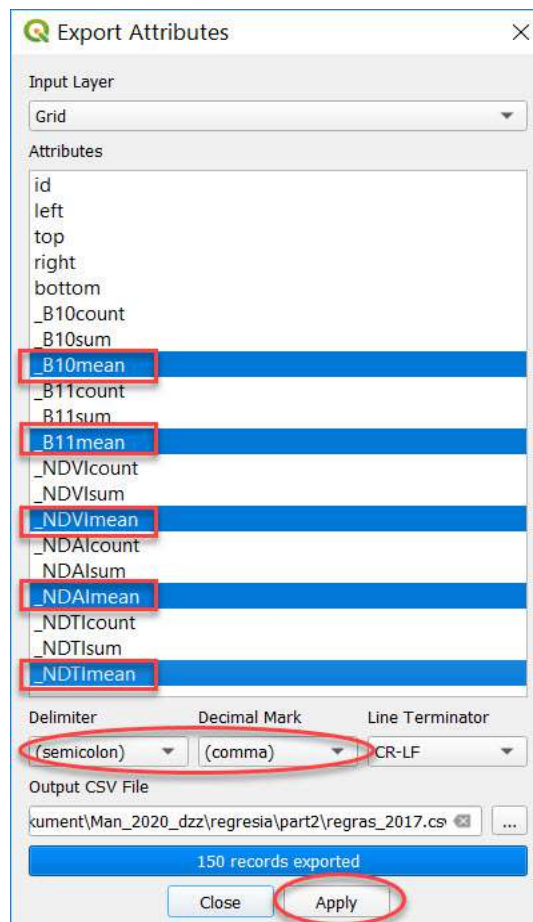 Export Attributes
Input Layer
Grid
Attributes
id
left
top
right
bottom
_B10count
_B10sum
_B10mean
_B11count
_B11sum
_B11mean
_NDVIcount
_NDVIsum
_NDVImean
_NDAIcount
_NDAIsum
_NDAImean
_NDTIcount
_NDTIsum
_NDTImean
Delimiter Decimal Mark Line Terminator
(semicolon) (comma) CR-LF
Output CSV File
kument\Man_2020_dzz\regresia\part2\regras_2017.csv ...
150 records exported
Close Apply